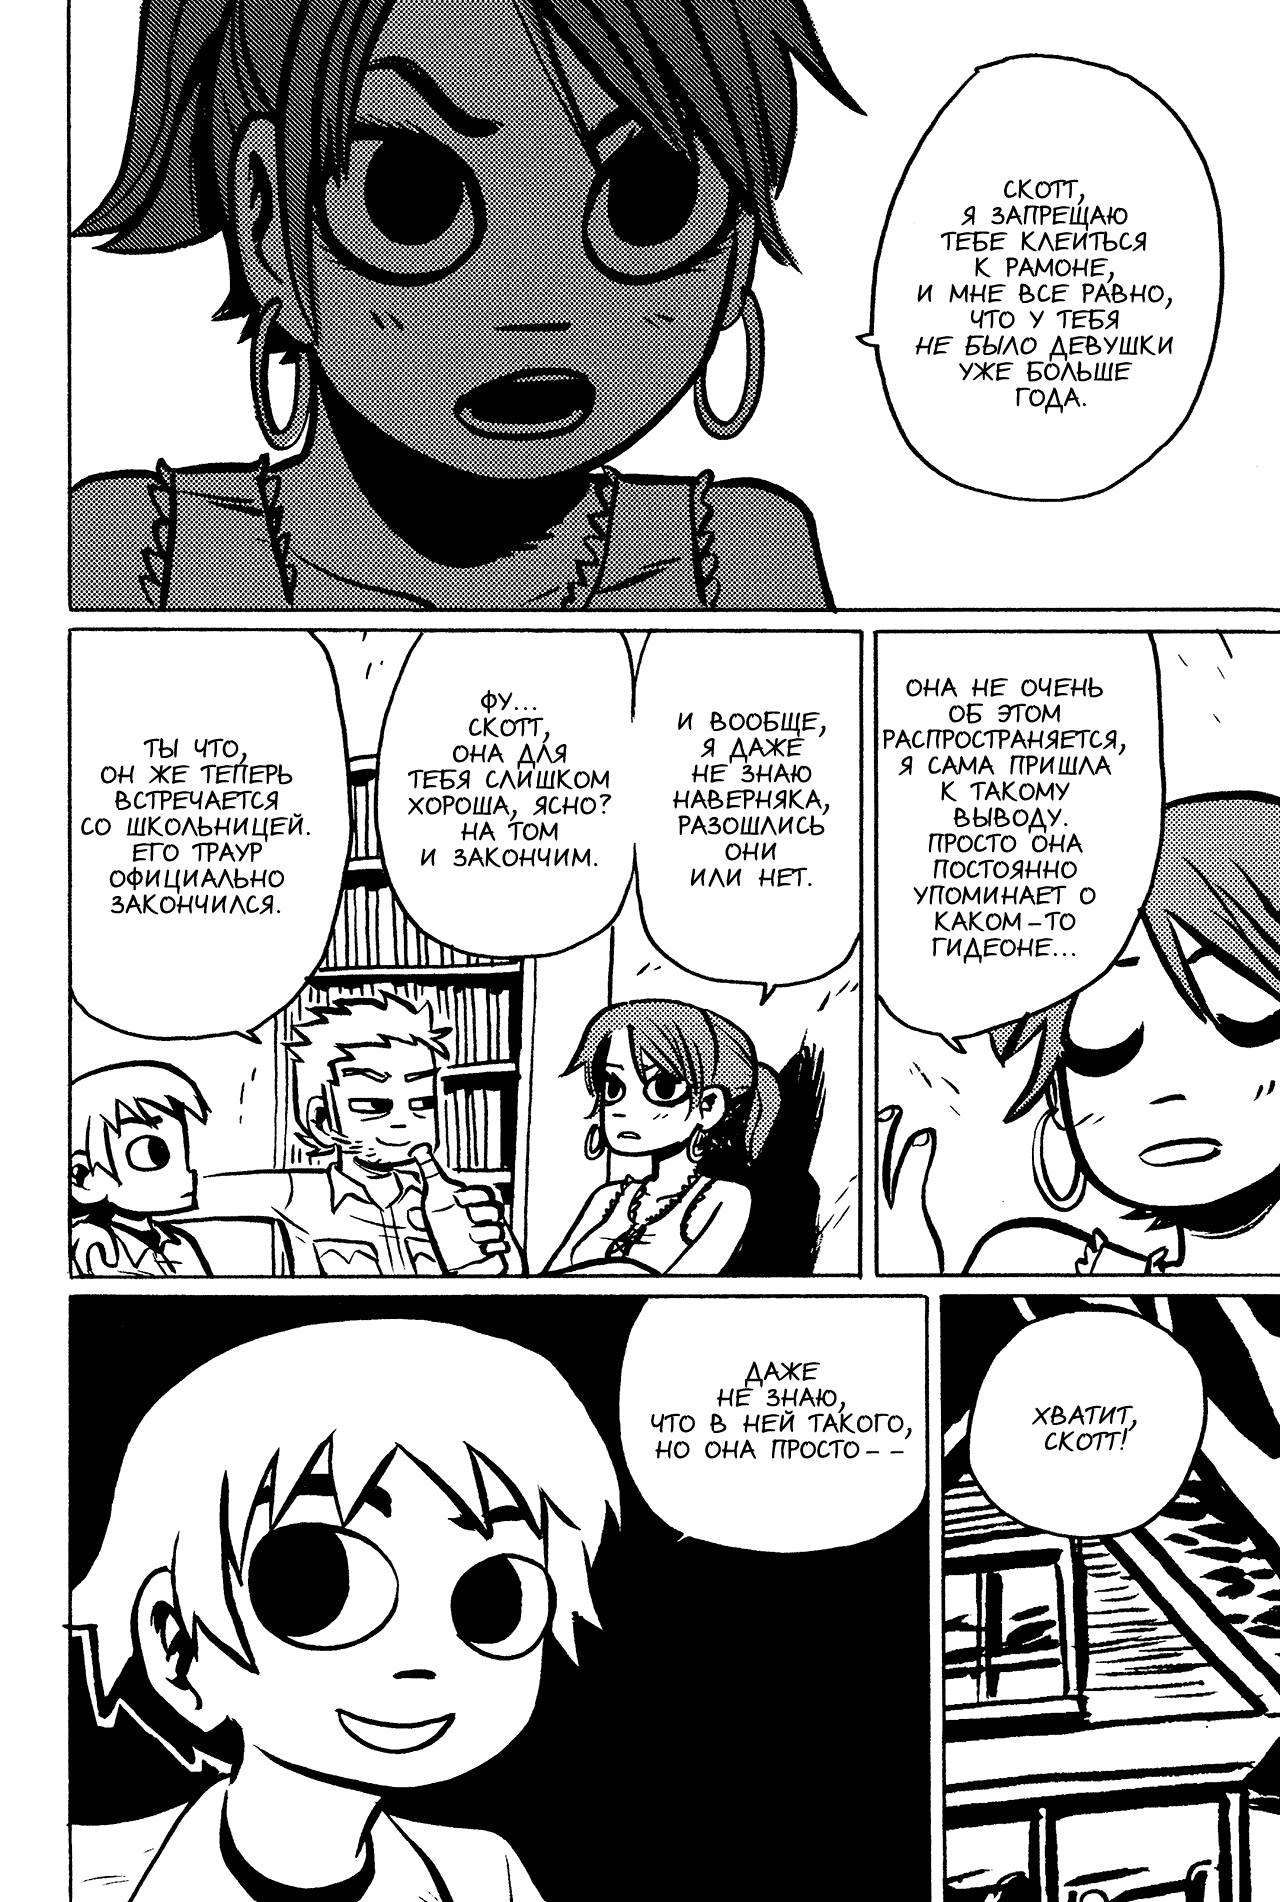 СКОТТ,
Я ЗАПРЕЩАЮ
ТЕБЕ КЛЕИТЬСЯ
К РАМОНЕ,
И МНЕ ВСЕ РАВНО,
ЧТО У ТЕБЯ
НЕ БЫЛО ДЕВУШКИ
УЖЕ БОЛЬШЕ
ГОДА.
ТЫ ЧТО,
ОН ЖЕ ТЕПЕРЬ
ВСТРЕЧАЕТСЯ
СО ШКОЛЬНИЦЕЙ.
ЕГО ТРАУР
ОФИЦИАЛЬНО
ЗАКОНЧИЛСЯ.
ФУ...
СКОТТ,
ОНА ДЛЯ
ТЕБЯ СЛИШКОМ
ХОРОША, ЯСНО?
НА ТОМ
И ЗАКОНЧИМ.
И ВООБЩЕ,
Я ДАЖЕ
НЕ ЗНАЮ
НАВЕРНЯКА,
РАЗОШЛИСЬ
ОНИ
ИЛИ НЕТ.
ОНА НЕ ОЧЕНЬ
ОБ ЭТОМ
РАСПРОСТРАНЯЕТСЯ,
Я САМА ПРИШЛА
К ТАКОМУ
ВЫВОДУ.
ПРОСТО ОНА
ПОСТОЯННО
УПОМИНАЕТ О
КАКОМ-ТО
ГИДЕОНЕ...
ДАЖЕ
НЕ ЗНАЮ,
ЧТО В НЕЙ ТАКОГО,
НО ОНА ПРОСТО--
ХВАТИТ,
СКОТТ!